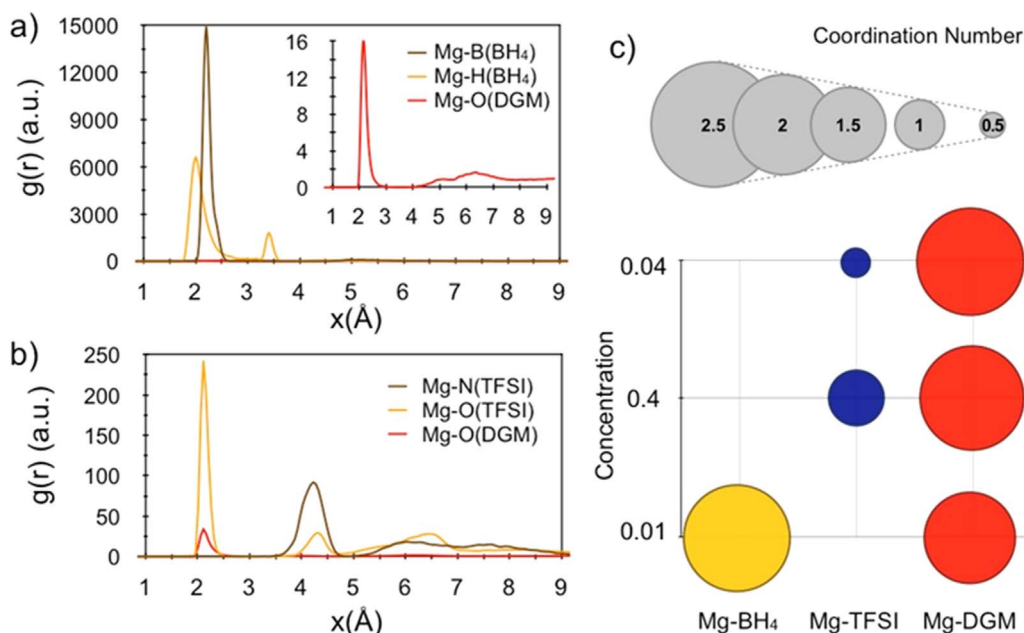 a)
15000
12000
9000
6000
3000
0
g(r) (a.u.)
1 2 3 4 5 6 7 8 9
x(Å)
16
12
8
4
0
1 2 3 4 5 6 7 8 9
Mg-B(BH₄)
Mg-H(BH₄)
Mg-O(DGM)
b)
250
200
150
100
50
0
g(r) (a.u.)
1 2 3 4 5 6 7 8 9
x(Å)
Mg-N(TFSI)
Mg-O(TFSI)
Mg-O(DGM)
c)
Coordination Number
2.5 2 1.5 1 0.5
Concentration
0.04
0.4
0.01
Mg-BH₄ Mg-TFSI Mg-DGM